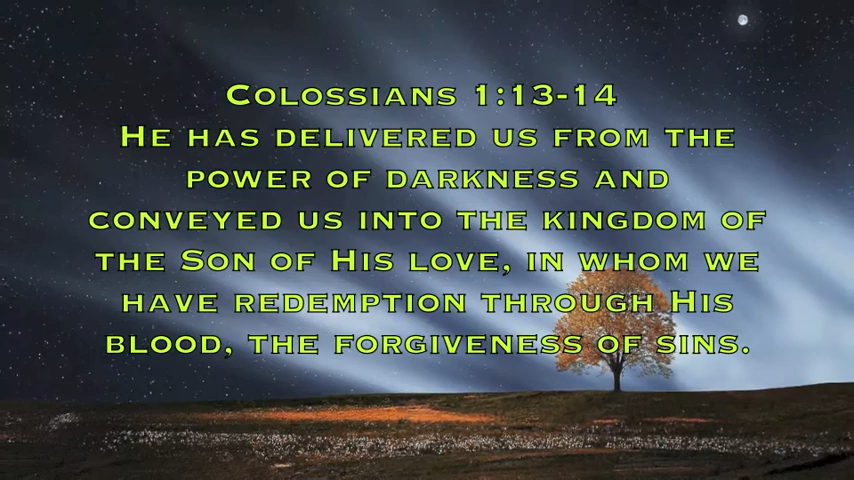 Colossians 1:13-14
He has delivered us from the
power of darkness and
conveyed us into the kingdom of
the Son of His love, in whom we
have redemption through His
blood, the forgiveness of sins.